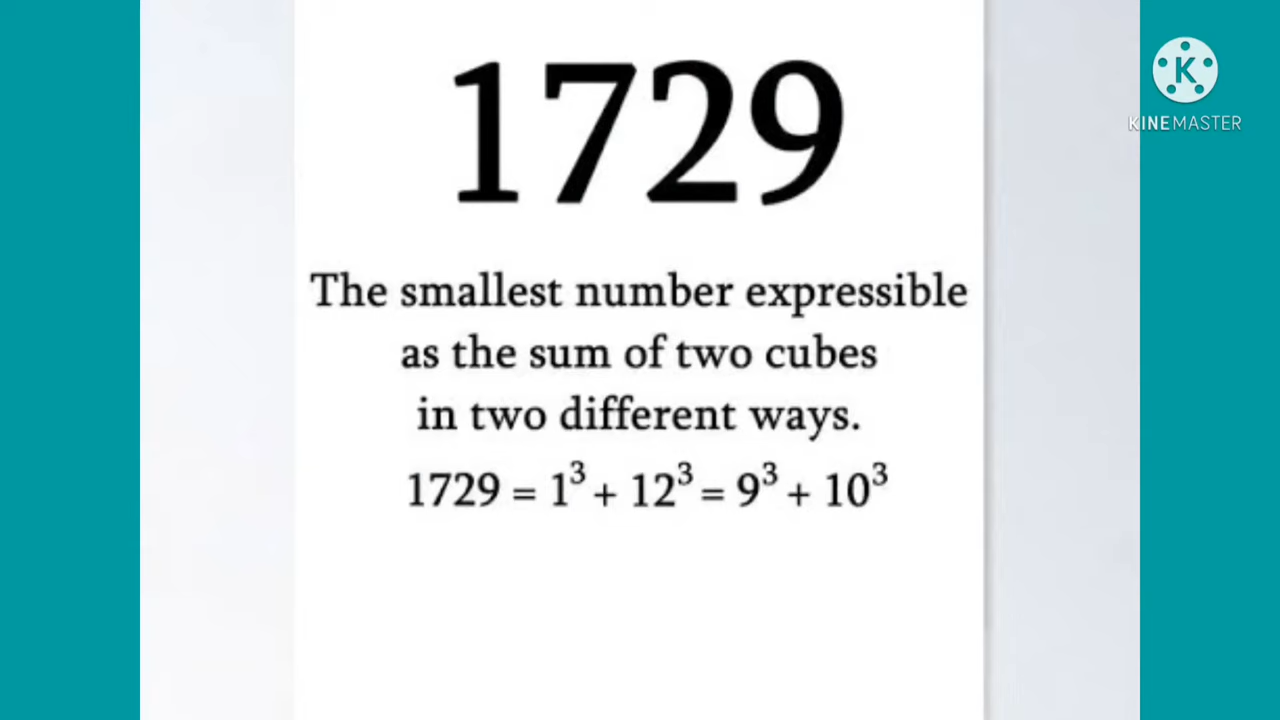 1729
KINEMASTER
The smallest number expressible
as the sum of two cubes
in two different ways.
1729 = 1³ + 12³ = 9³ + 10³